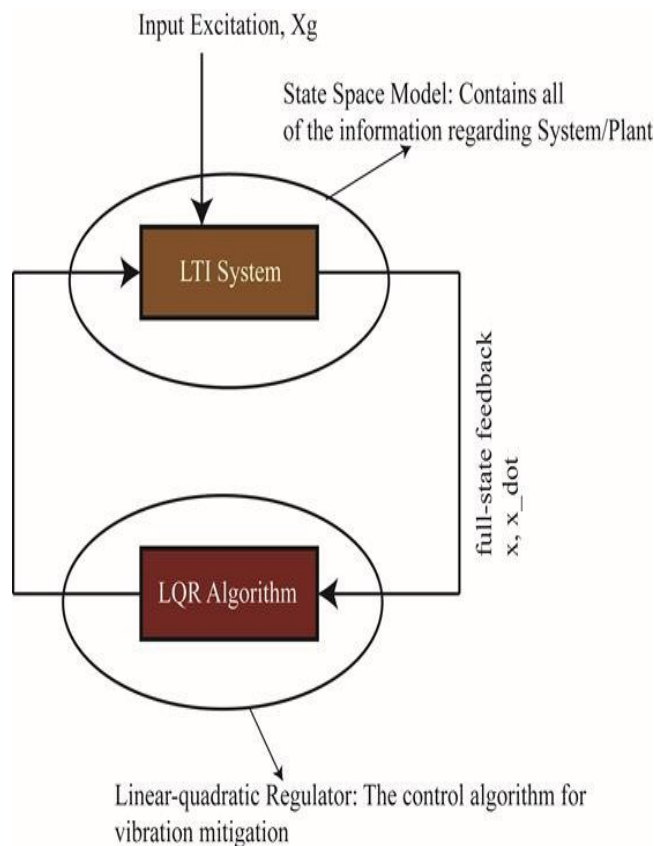 Input Excitation, Xg
State Space Model: Contains all
of the information regarding System/Plant
LTI System
full-state feedback
x, x_dot
LQR Algorithm
Linear-quadratic Regulator: The control algorithm for
vibration mitigation